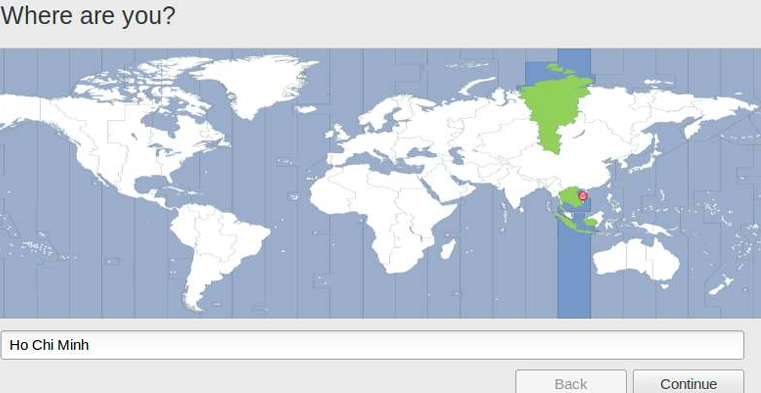 Where are you?
Ho Chi Minh
Back
Continue